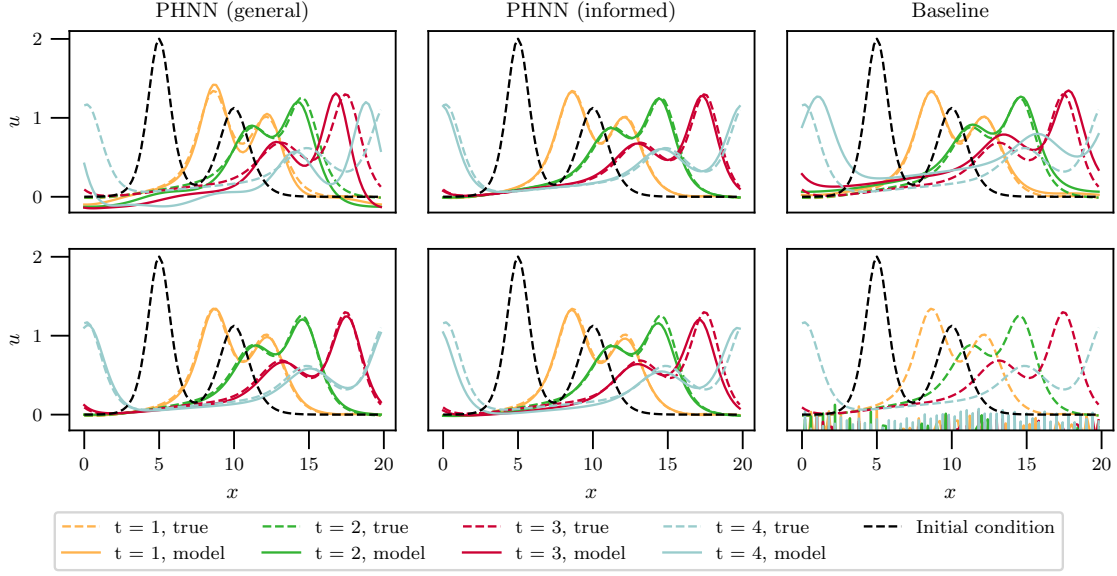 PHNN (general) PHNN (informed) Baseline
2
1
0
u
2
1
0
u
0 5 10 15 20 0 5 10 15 20 0 5 10 15 20
x x x
t = 1, true t = 2, true t = 3, true t = 4, true Initial condition
t = 1, model t = 2, model t = 3, model t = 4, model